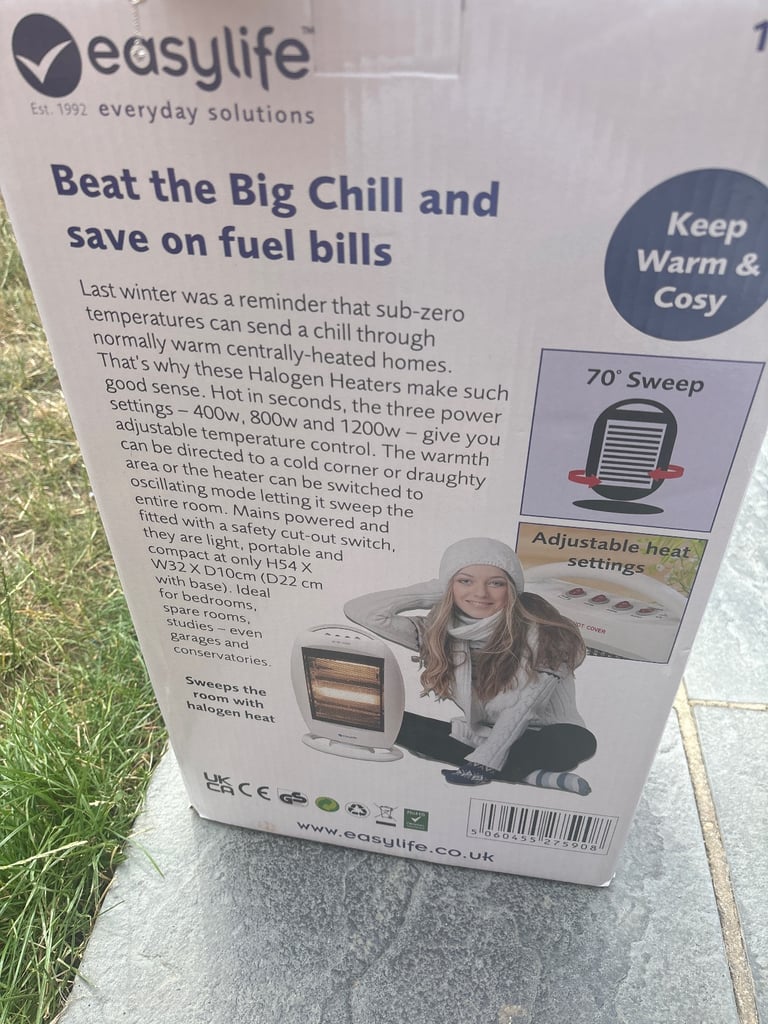 easylife™
Est. 1992 everyday solutions
1
Beat the Big Chill and
save on fuel bills
Keep
Warm &
Cosy
Last winter was a reminder that sub-zero
temperatures can send a chill through
normally warm centrally-heated homes.
That's why these Halogen Heaters make such
good sense. Hot in seconds, the three power
settings – 400w, 800w and 1200w – give you
adjustable temperature control. The warmth
can be directed to a cold corner or draughty
area or the heater can be switched to
oscillating mode letting it sweep the
entire room. Mains powered and
fitted with a safety cut-out switch,
they are light, portable and
compact at only H54 X
W32 X D10cm (D22 cm
with base). Ideal
for bedrooms,
spare rooms,
studies – even
garages and
conservatories.
70° Sweep
Adjustable heat
settings
COVER
Sweeps the
room with
halogen heat
UK
CA CE GS
RoHS
5 060455 275908
www.easylife.co.uk